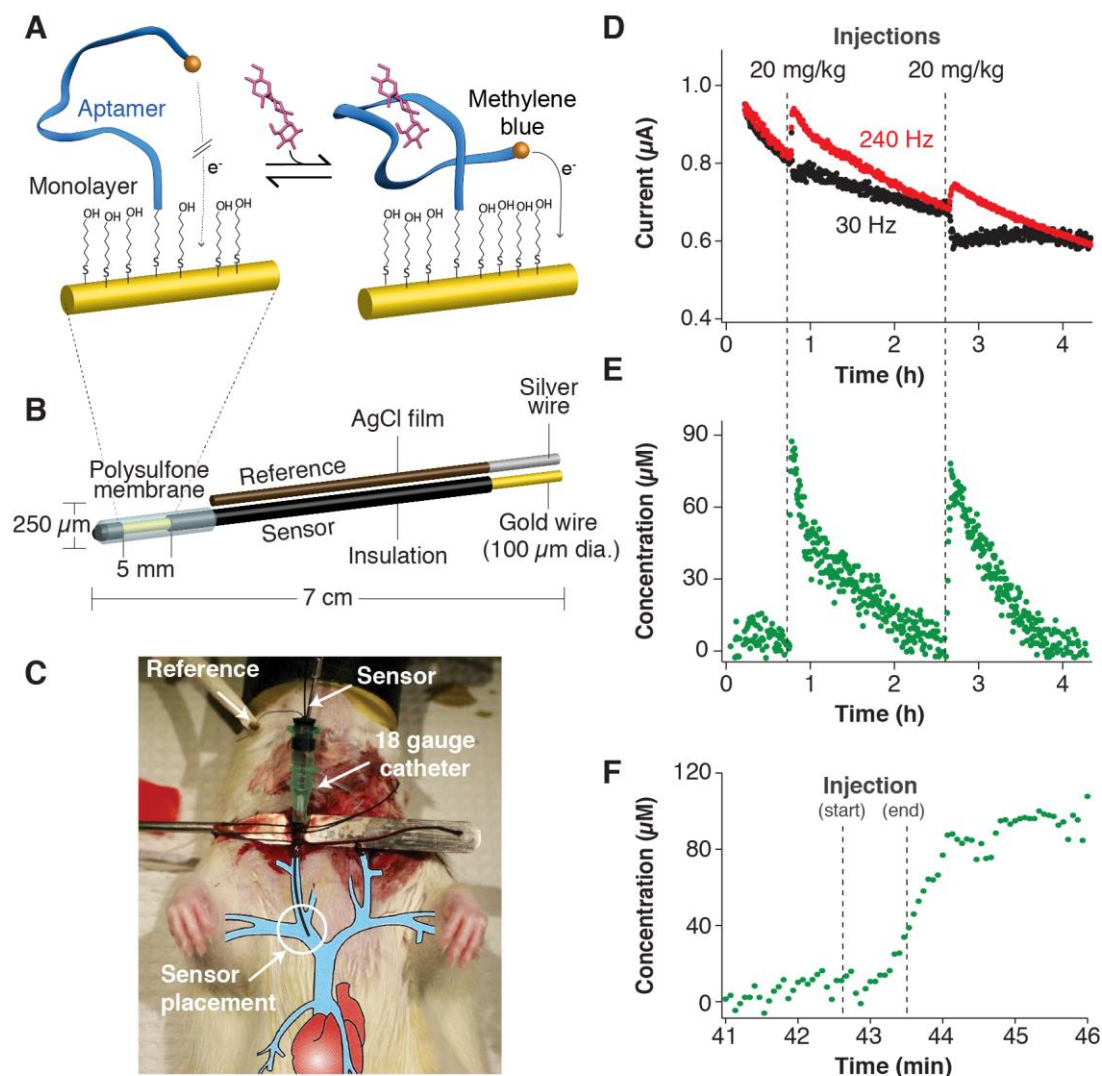 A
Aptamer
Methylene
blue
e-
e-
Monolayer
OH OH OH OH OH OH OH
OH OH OH OH OH OH OH OH
S S S S S S S
S S S S S S S S
B
Silver
wire
AgCl film
Polysulfone
membrane
Reference
250 µm
Sensor
Gold wire
(100 µm dia.)
Insulation
5 mm
7 cm
C
Reference
Sensor
18 gauge
catheter
Sensor
placement
D
Injections
20 mg/kg 20 mg/kg
1.0
0.8
0.6
0.4
Current (µA)
240 Hz
30 Hz
0 1 2 3 4
Time (h)
E
90
60
30
0
Concentration (µM)
0 1 2 3 4
Time (h)
F
120
80
40
0
Concentration (µM)
Injection
(start) (end)
41 42 43 44 45 46
Time (min)